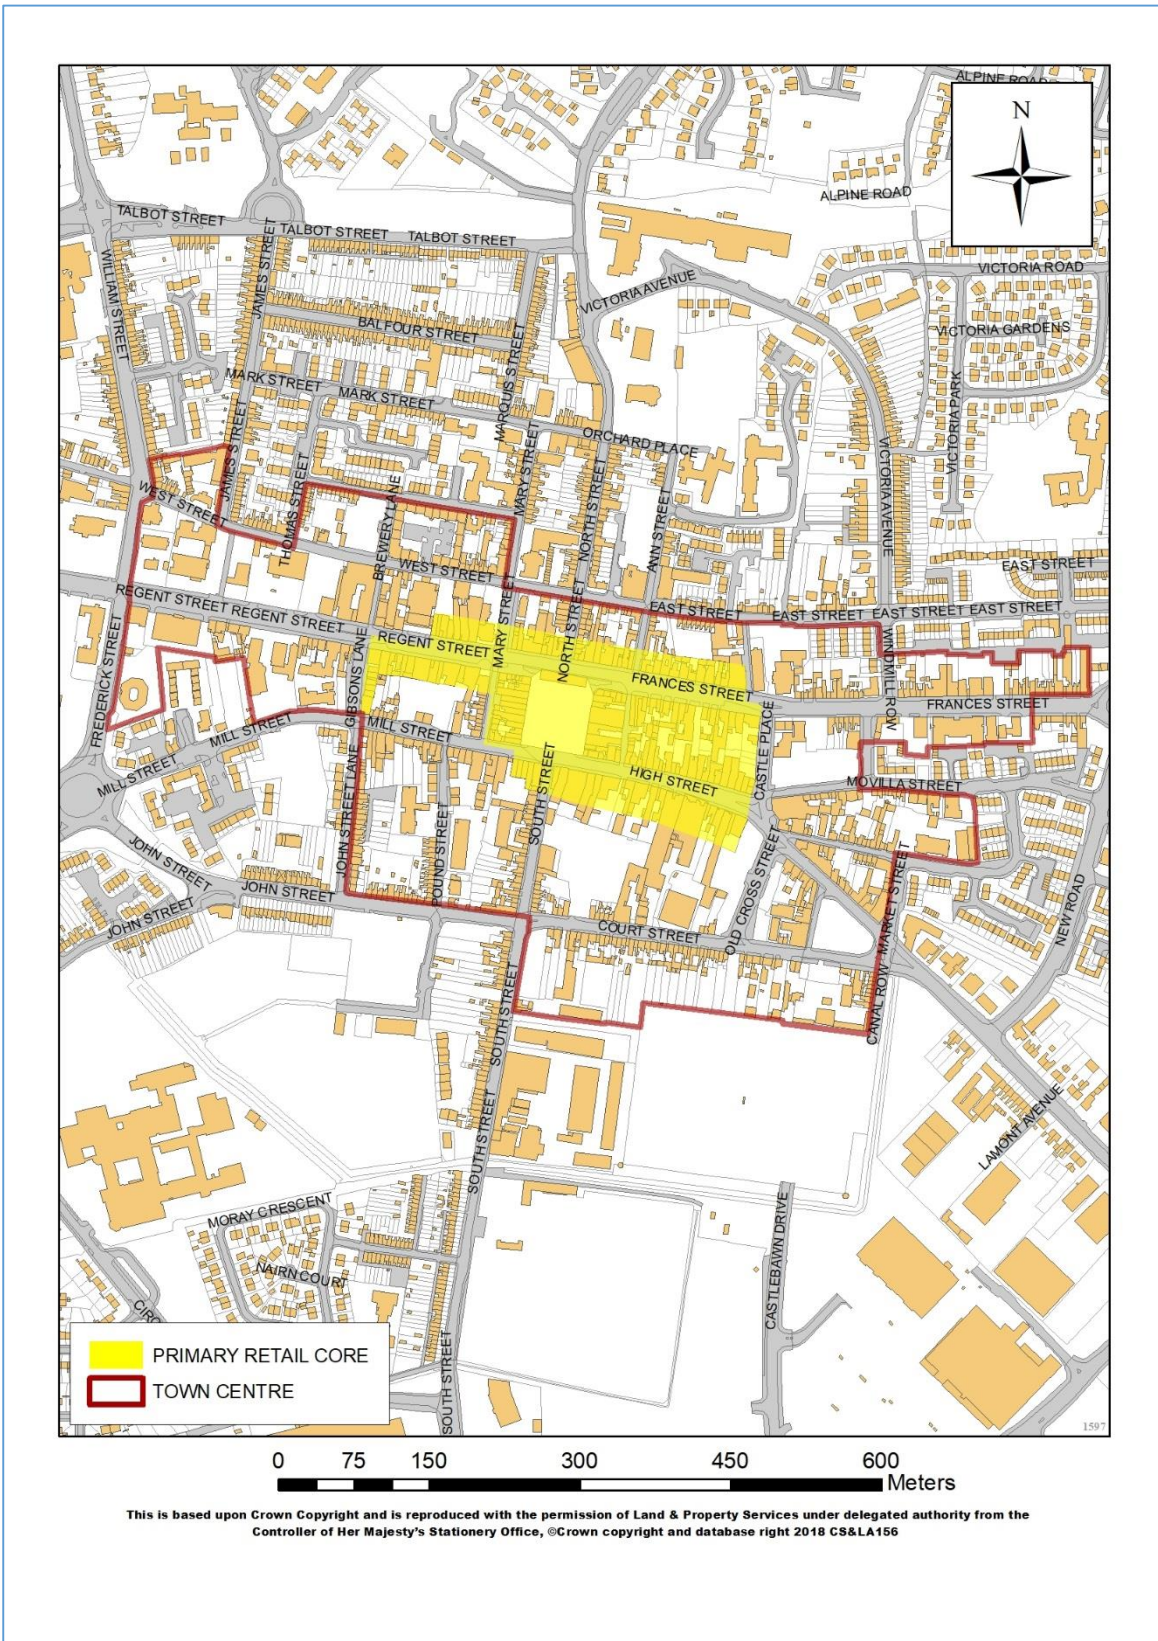 ALPINE ROAD
N
ALPINE ROAD
TALBOT STREET
TALBOT STREET
TALBOT STREET
WILLIAM STREET
JAMES STREET
VICTORIA AVENUE
VICTORIA ROAD
BALFOUR STREET
VICTORIA GARDENS
MARQUIS STREET
MARK STREET
MARK STREET
ORCHARD PLACE
VICTORIA PARK
JAMES STREET
MARY STREET
NORTH STREET
VICTORIA AVENUE
WEST STREET
THOMAS STREET
BREWERY LANE
ANN STREET
WEST STREET
EAST STREET
REGENT STREET
REGENT STREET
EAST STREET
EAST STREET
EAST STREET
EAST STREET
FREDERICK STREET
GIBSONS LANE
REGENT STREET
MARY STREET
NORTH STREET
FRANCES STREET
WINDMILL ROW
FRANCES STREET
MILL STREET
MILL STREET
MILL STREET
CASTLE PLACE
HIGH STREET
MOVILLA STREET
JOHN STREET LANE
POUND STREET
SOUTH STREET
JOHN STREET
JOHN STREET
JOHN STREET
COURT STREET
OLD CROSS STREET
MARKET STREET
NEW ROAD
SOUTH STREET
CANAL ROW
SOUTH STREET
LAMONT AVENUE
MORAY CRESCENT
NAIRN COURT
CASTLEBAWN DRIVE
CIRC
SOUTH STREET
PRIMARY RETAIL CORE
TOWN CENTRE
1597
0 75 150 300 450 600
Meters
This is based upon Crown Copyright and is reproduced with the permission of Land & Property Services under delegated authority from the
Controller of Her Majesty's Stationery Office, ©Crown copyright and database right 2018 CS&LA156